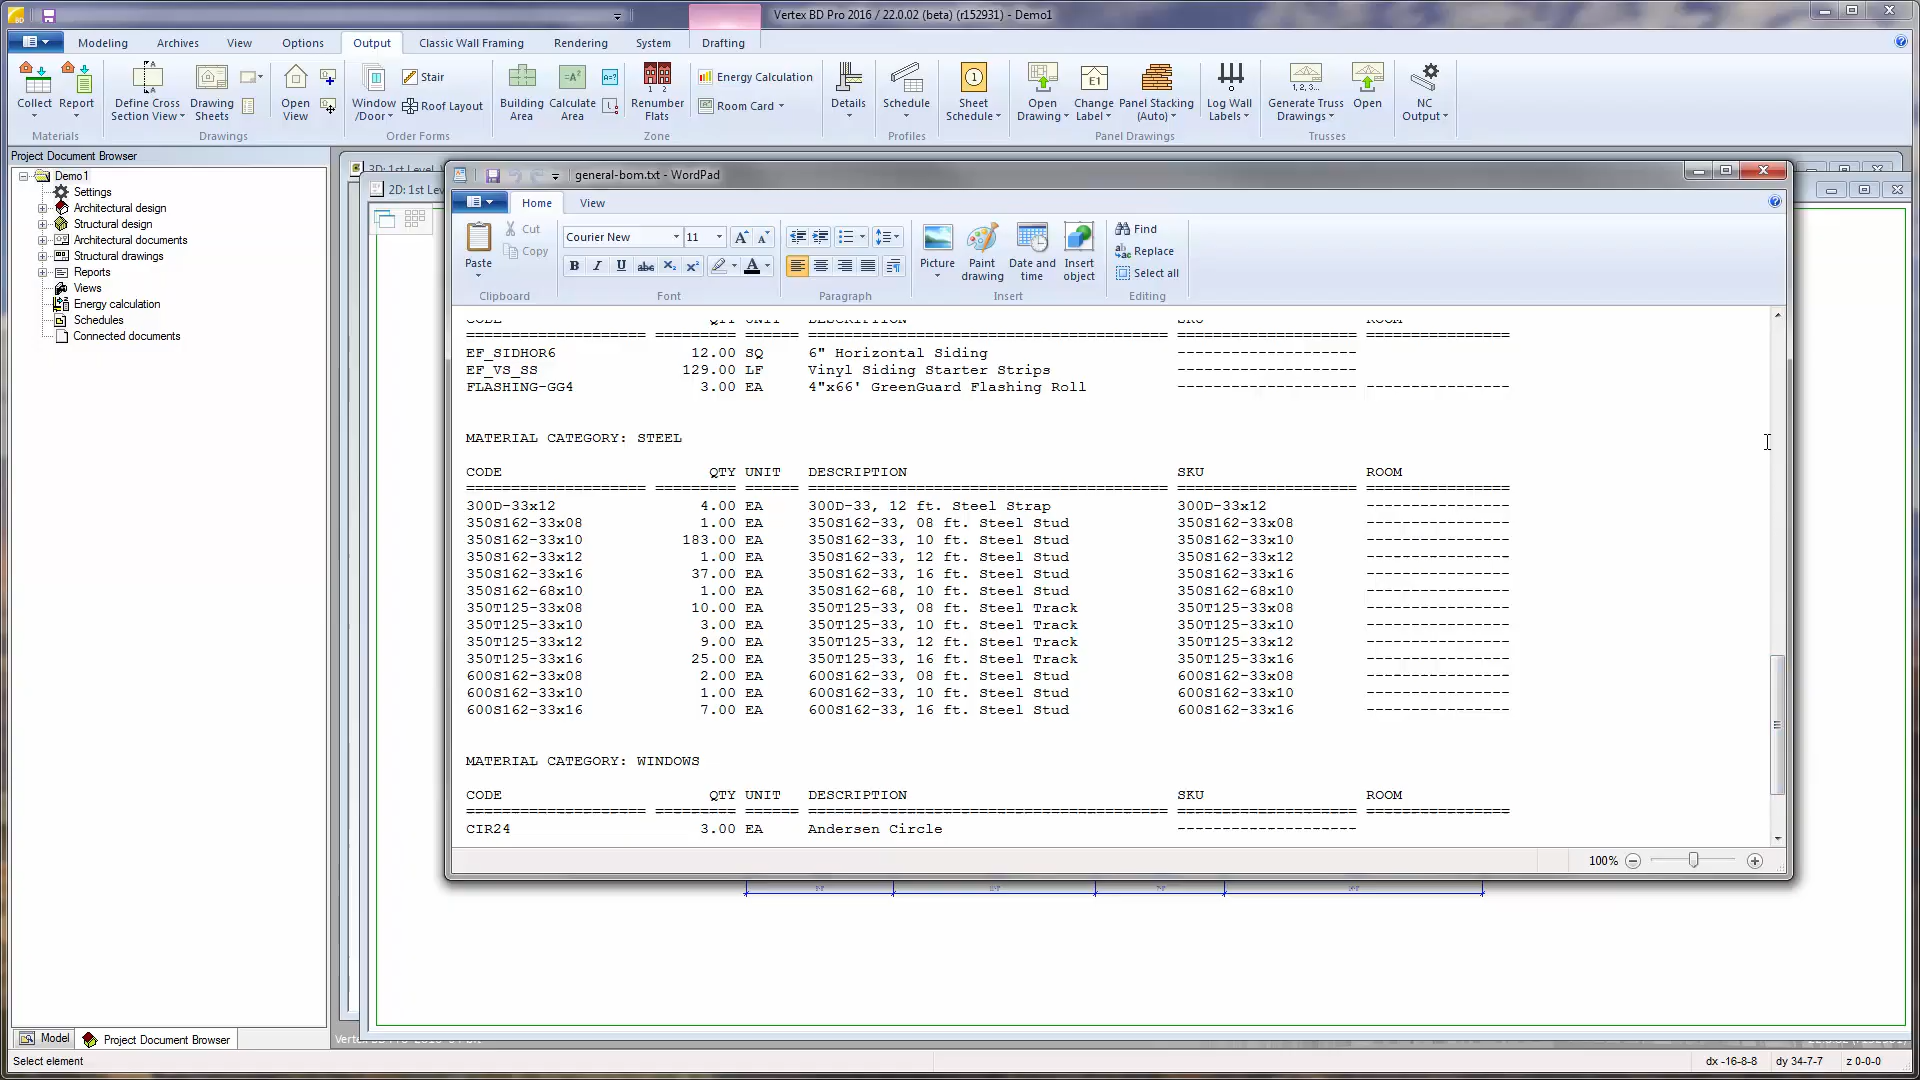 Vertex BD Pro 2016 / 22.0.02 (beta) (r152931) - Demo1
Modeling Archives View Options Output Classic Wall Framing Rendering System Drafting
Collect Report Define Cross Section View Drawing Sheets Open View Window /Door Stair Roof Layout Building Area Calculate Area Renumber Flats Energy Calculation Room Card Details Schedule Sheet Schedule Open Drawing Change Label Panel Stacking (Auto) Log Wall Labels Generate Truss Drawings Open NC Output
Materials Drawings Order Forms Zone Profiles Panel Drawings Trusses
Project Document Browser
Demo1
Settings
Architectural design
Structural design
Architectural documents
Structural drawings
Reports
Views
Energy calculation
Schedules
Connected documents
3D: 1st Level
2D: 1st Lev
general-bom.txt - WordPad
Home View
Paste Cut Copy
Courier New 11
Picture Paint drawing Date and time Insert object
Find
Replace
Select all
Clipboard Font Paragraph Insert Editing
CODE QTY UNIT DESCRIPTION SKU ROOM
==================== ========= ====== ======================================== ==================== ================
EF_SIDHOR6 12.00 SQ 6" Horizontal Siding --------------------
EF_VS_SS 129.00 LF Vinyl Siding Starter Strips --------------------
FLASHING-GG4 3.00 EA 4"x66' GreenGuard Flashing Roll -------------------- ----------------
MATERIAL CATEGORY: STEEL
CODE QTY UNIT DESCRIPTION SKU ROOM
==================== ========= ====== ======================================== ==================== ================
300D-33x12 4.00 EA 300D-33, 12 ft. Steel Strap 300D-33x12 ----------------
350S162-33x08 1.00 EA 350S162-33, 08 ft. Steel Stud 350S162-33x08 ----------------
350S162-33x10 183.00 EA 350S162-33, 10 ft. Steel Stud 350S162-33x10 ----------------
350S162-33x12 1.00 EA 350S162-33, 12 ft. Steel Stud 350S162-33x12 ----------------
350S162-33x16 37.00 EA 350S162-33, 16 ft. Steel Stud 350S162-33x16 ----------------
350S162-68x10 1.00 EA 350S162-68, 10 ft. Steel Stud 350S162-68x10 ----------------
350T125-33x08 10.00 EA 350T125-33, 08 ft. Steel Track 350T125-33x08 ----------------
350T125-33x10 3.00 EA 350T125-33, 10 ft. Steel Track 350T125-33x10 ----------------
350T125-33x12 9.00 EA 350T125-33, 12 ft. Steel Track 350T125-33x12 ----------------
350T125-33x16 25.00 EA 350T125-33, 16 ft. Steel Track 350T125-33x16 ----------------
600S162-33x08 2.00 EA 600S162-33, 08 ft. Steel Stud 600S162-33x08 ----------------
600S162-33x10 1.00 EA 600S162-33, 10 ft. Steel Stud 600S162-33x10 ----------------
600S162-33x16 7.00 EA 600S162-33, 16 ft. Steel Stud 600S162-33x16 ----------------
MATERIAL CATEGORY: WINDOWS
CODE QTY UNIT DESCRIPTION SKU ROOM
==================== ========= ====== ======================================== ==================== ================
CIR24 3.00 EA Andersen Circle --------------------
100%
Model Project Document Browser
Select element dx -16-8-8 dy 34-7-7 z 0-0-0